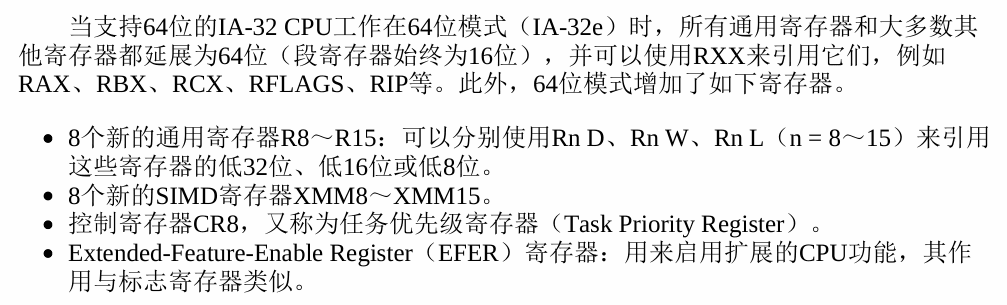 当支持64位的IA-32 CPU工作在64位模式（IA-32e）时，所有通用寄存器和大多数其
他寄存器都延展为64位（段寄存器始终为16位），并可以使用RXX来引用它们，例如
RAX、RBX、RCX、RFLAGS、RIP等。此外，64位模式增加了如下寄存器。
• 8个新的通用寄存器R8～R15：可以分别使用Rn D、Rn W、Rn L（n = 8～15）来引用
这些寄存器的低32位、低16位或低8位。
• 8个新的SIMD寄存器XMM8～XMM15。
• 控制寄存器CR8，又称为任务优先级寄存器（Task Priority Register）。
• Extended-Feature-Enable Register（EFER）寄存器：用来启用扩展的CPU功能，其作
用与标志寄存器类似。